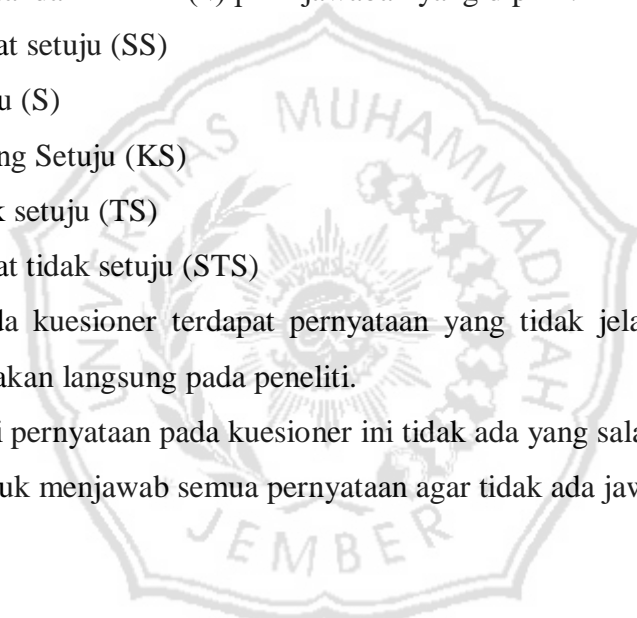 at setuju (SS)
u (S)
ng Setuju (KS)
k setuju (TS)
at tidak setuju (STS)
da kuesioner terdapat pernyataan yang tidak jela
akan langsung pada peneliti.
i pernyataan pada kuesioner ini tidak ada yang sala
uk menjawab semua pernyataan agar tidak ada jaw
UNIVERSITAS MUHAMMADIYAH
JEMBER